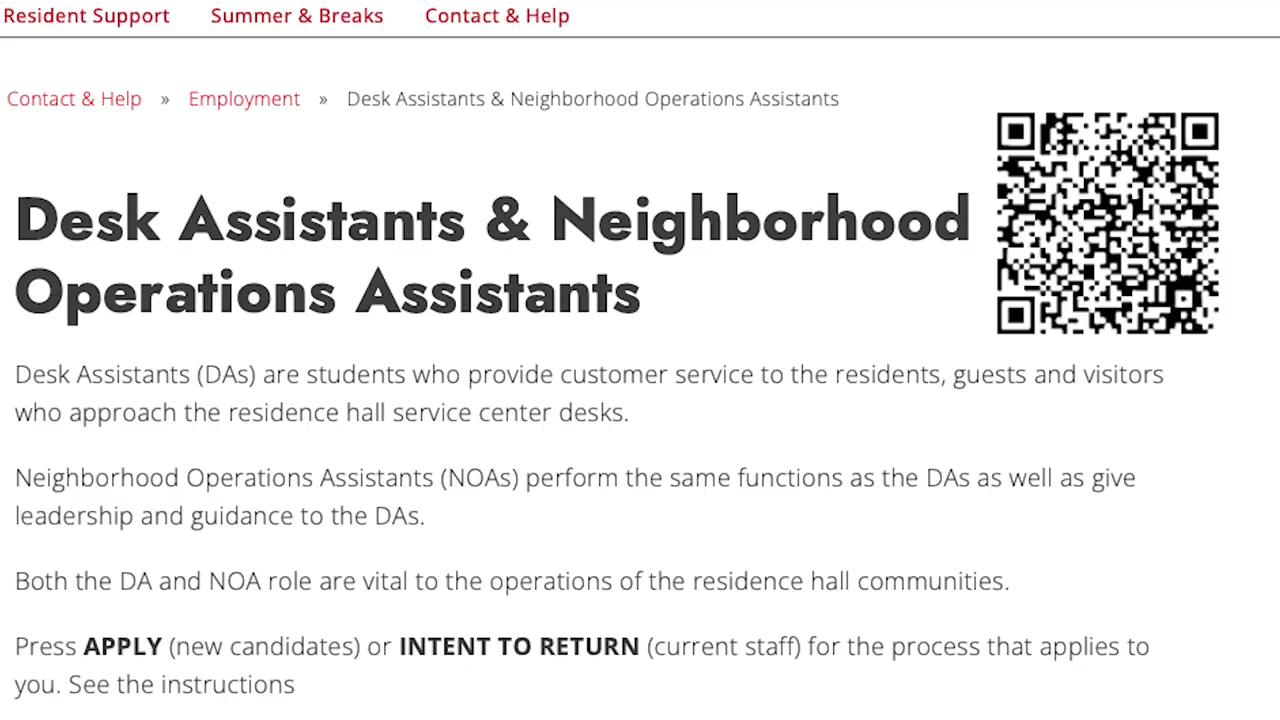 Resident Support Summer & Breaks Contact & Help
Contact & Help » Employment » Desk Assistants & Neighborhood Operations Assistants
Desk Assistants & Neighborhood
Operations Assistants
Desk Assistants (DAs) are students who provide customer service to the residents, guests and visitors
who approach the residence hall service center desks.
Neighborhood Operations Assistants (NOAs) perform the same functions as the DAs as well as give
leadership and guidance to the DAs.
Both the DA and NOA role are vital to the operations of the residence hall communities.
Press APPLY (new candidates) or INTENT TO RETURN (current staff) for the process that applies to
you. See the instructions